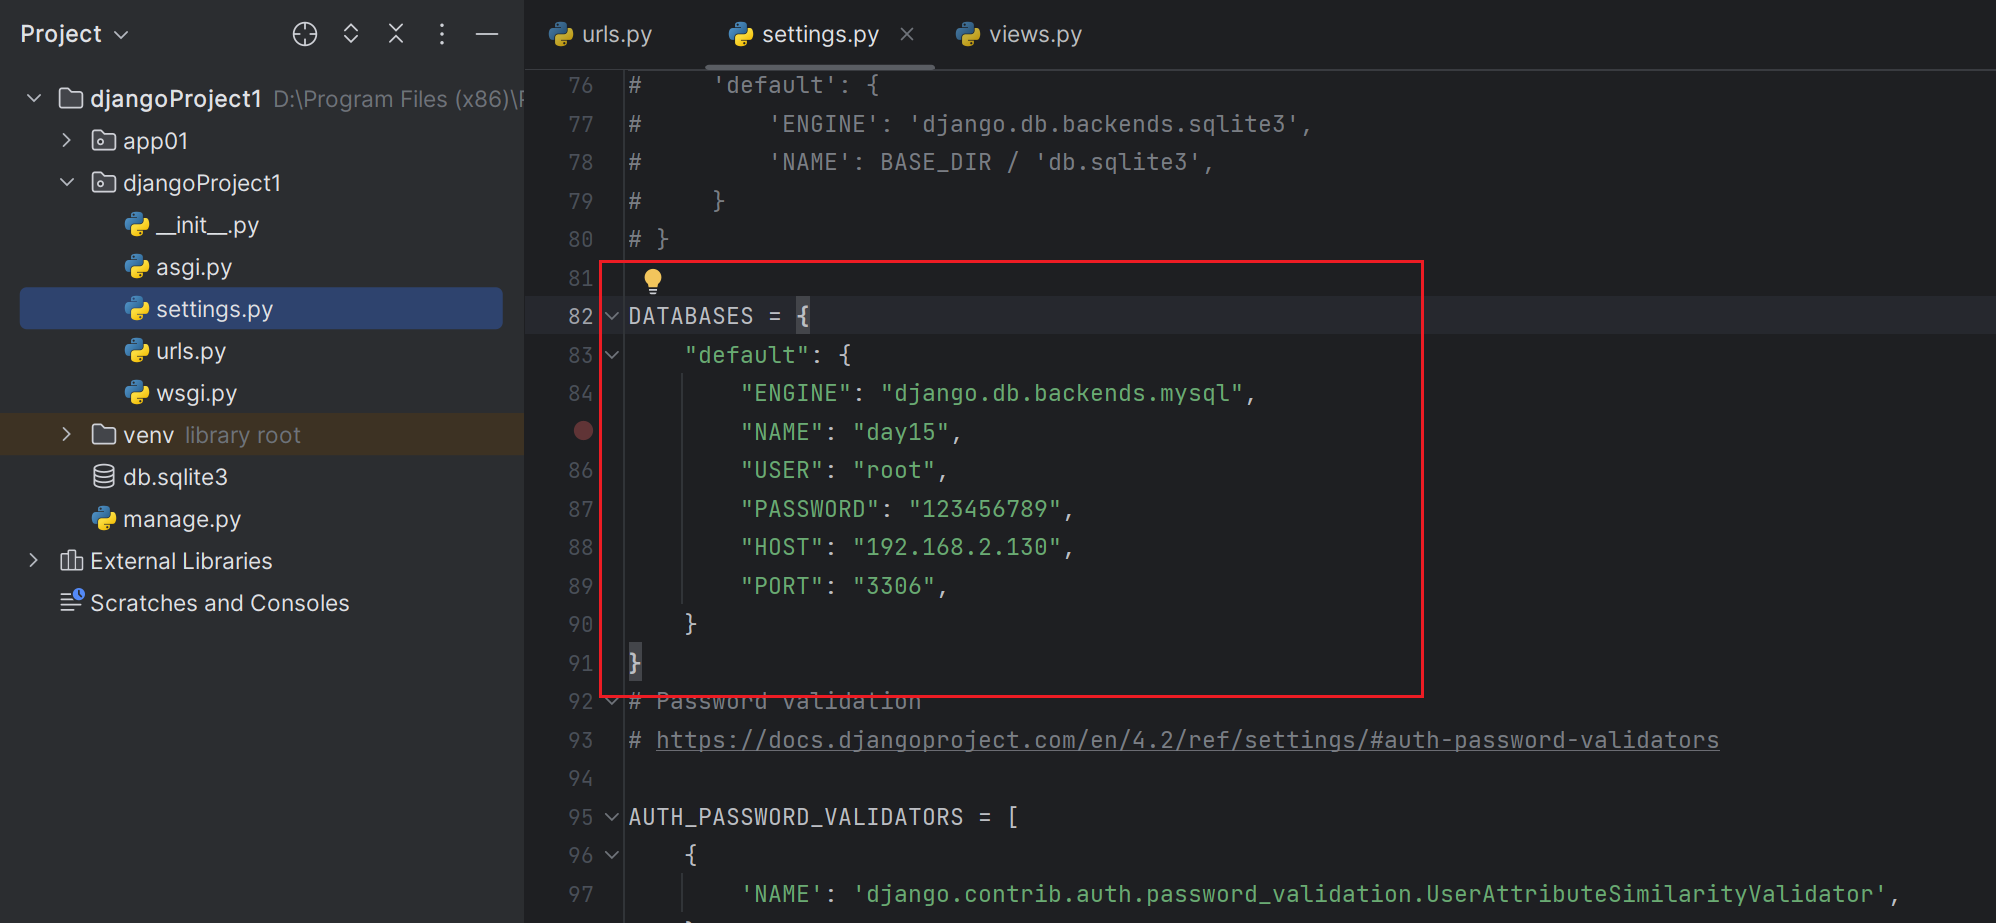 Project
djangoProject1 D:\Program Files (x86)\
app01
djangoProject1
__init__.py
asgi.py
settings.py
urls.py
wsgi.py
venv library root
db.sqlite3
manage.py
External Libraries
Scratches and Consoles
urls.py settings.py views.py
76 # 'default': {
77 # 'ENGINE': 'django.db.backends.sqlite3',
78 # 'NAME': BASE_DIR / 'db.sqlite3',
79 # }
80 # }
81
82 DATABASES = {
83 "default": {
84 "ENGINE": "django.db.backends.mysql",
"NAME": "day15",
86 "USER": "root",
87 "PASSWORD": "123456789",
88 "HOST": "192.168.2.130",
89 "PORT": "3306",
90 }
91 }
92 # Password validation
93 # https://docs.djangoproject.com/en/4.2/ref/settings/#auth-password-validators
94
95 AUTH_PASSWORD_VALIDATORS = [
96 {
97 'NAME': 'django.contrib.auth.password_validation.UserAttributeSimilarityValidator',